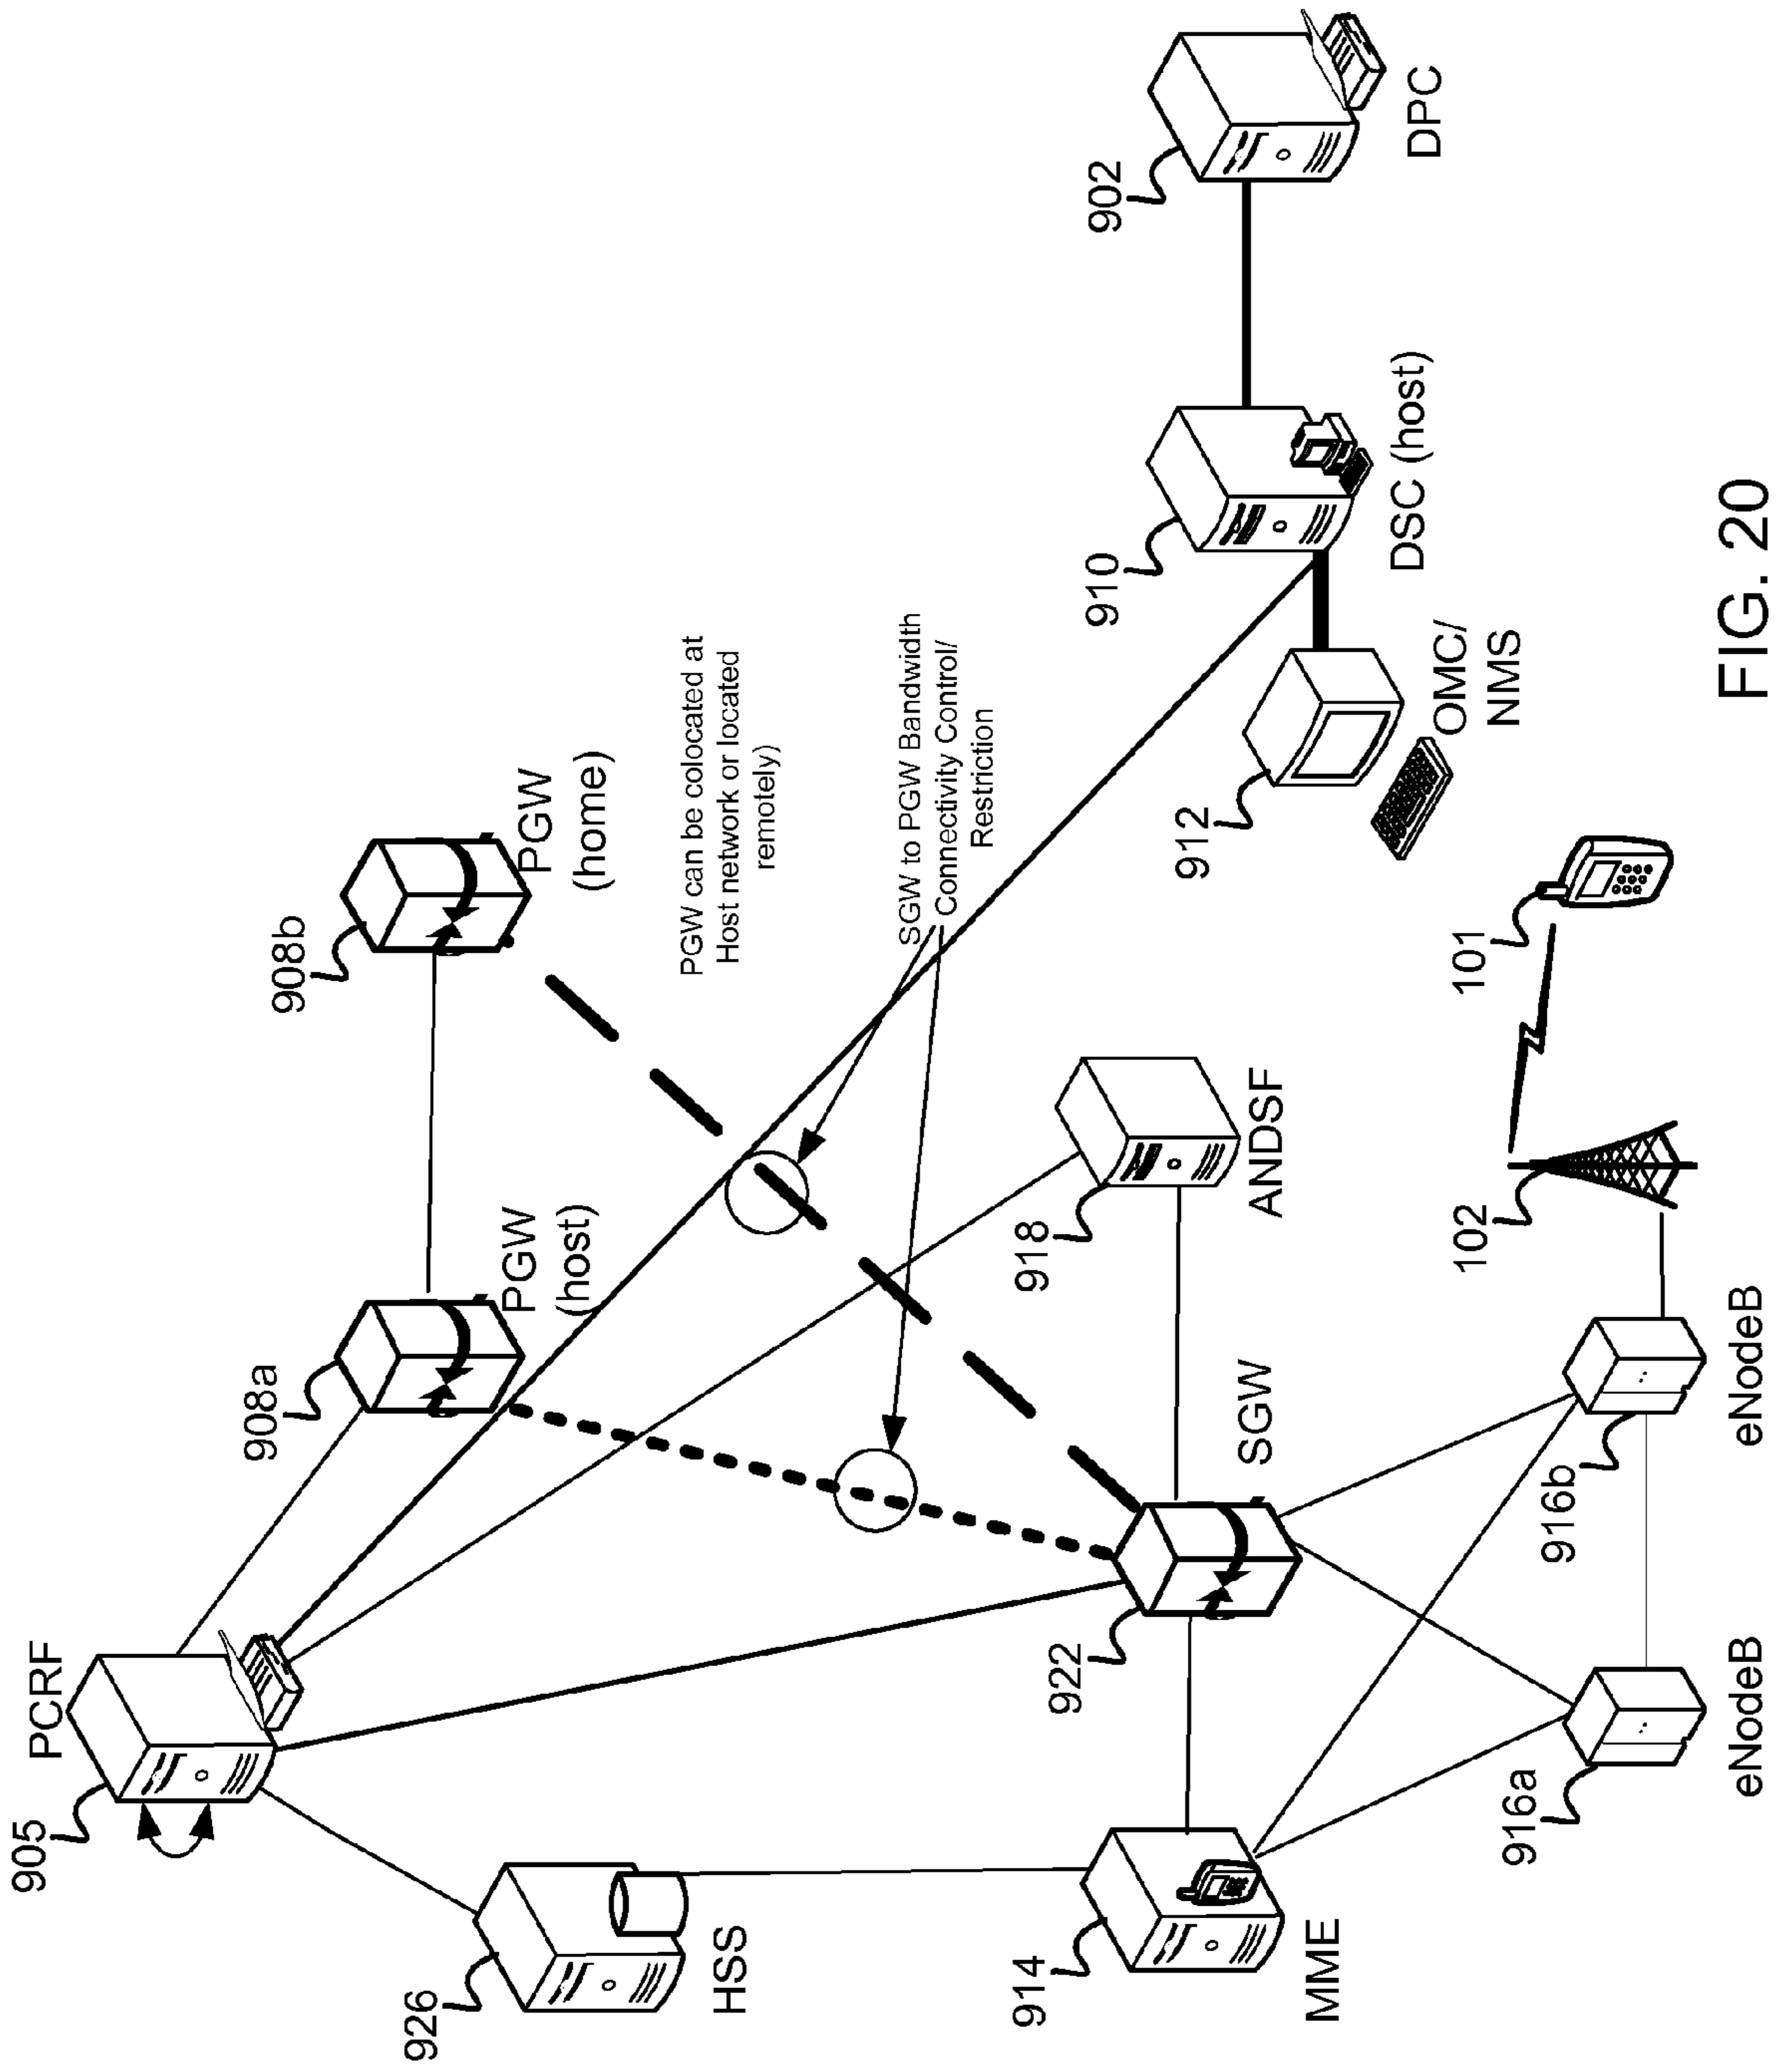 905
PCRF
908a
PGW
(host)
908b
PGW
(home)
PGW can be colocated at
Host network or located
remotely)
SGW to PGW Bandwidth
Connectivity Control/
Restriction
926
HSS
922
SGW
918
ANDSF
910
DSC (host)
902
DPC
912
OMC/
NMS
914
MME
916a
eNodeB
916b
eNodeB
102
101
FIG. 20